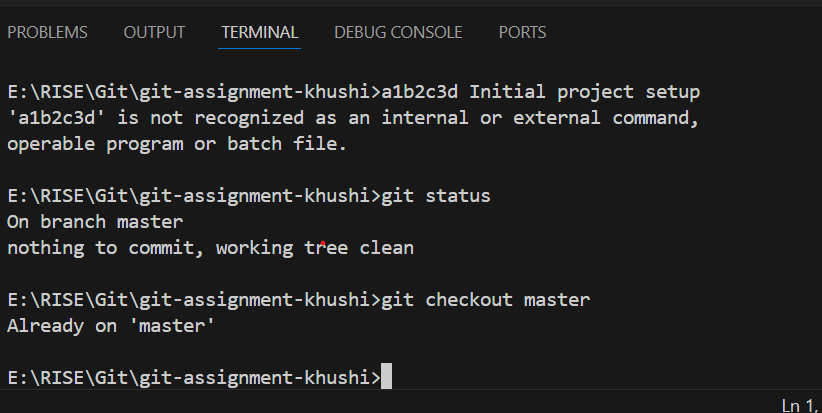 PROBLEMS OUTPUT TERMINAL DEBUG CONSOLE PORTS
E:\RISE\Git\git-assignment-khushi>a1b2c3d Initial project setup
'a1b2c3d' is not recognized as an internal or external command,
operable program or batch file.
E:\RISE\Git\git-assignment-khushi>git status
On branch master
nothing to commit, working tree clean
E:\RISE\Git\git-assignment-khushi>git checkout master
Already on 'master'
E:\RISE\Git\git-assignment-khushi>
Ln 1,